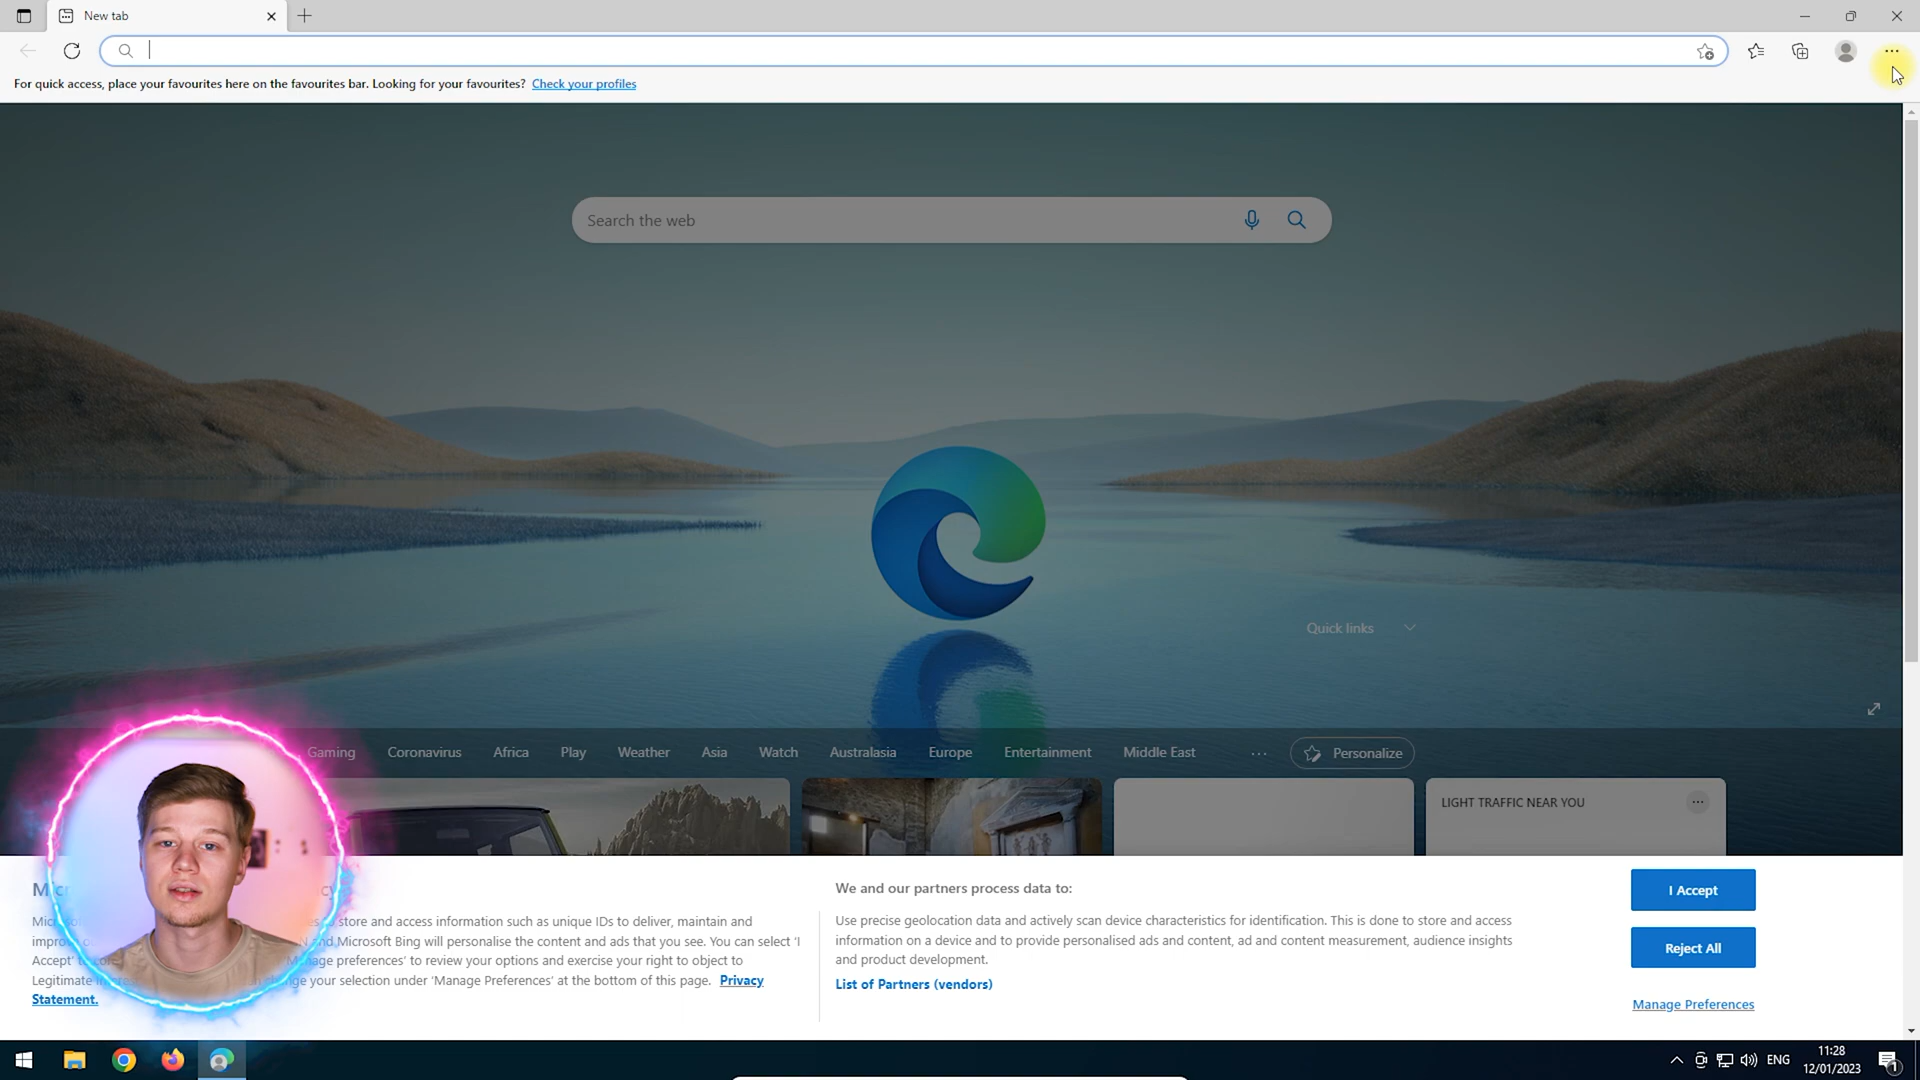 New tab
For quick access, place your favourites here on the favourites bar. Looking for your favourites? Check your profiles
Search the web
Quick links
Gaming Coronavirus Africa Play Weather Asia Watch Australasia Europe Entertainment Middle East ... Personalize
LIGHT TRAFFIC NEAR YOU
We and our partners process data to:
store and access information such as unique IDs to deliver, maintain and
and Microsoft Bing will personalise the content and ads that you see. You can select 'I
Accept' preferences' to review your options and exercise your right to object to
Legitimate your selection under 'Manage Preferences' at the bottom of this page. Privacy
Statement.
Use precise geolocation data and actively scan device characteristics for identification. This is done to store and access
information on a device and to provide personalised ads and content, ad and content measurement, audience insights
and product development.
List of Partners (vendors)
I Accept
Reject All
Manage Preferences
ENG
11:28
12/01/2023
1